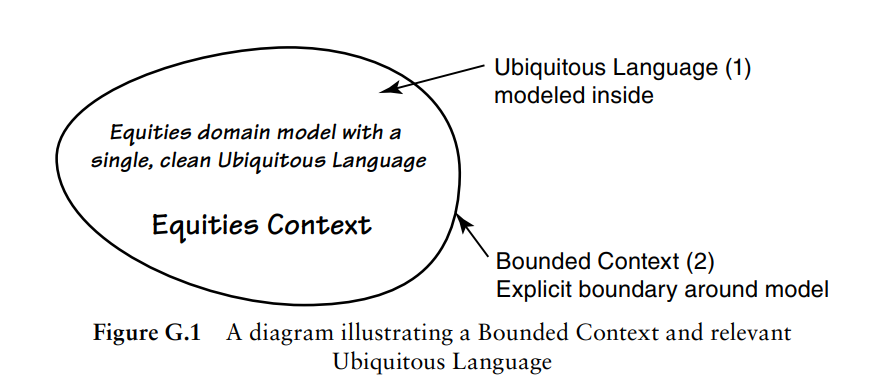 Ubiquitous Language (1)
modeled inside
Equities domain model with a
single, clean Ubiquitous Language
Equities Context
Bounded Context (2)
Explicit boundary around model
Figure G.1 A diagram illustrating a Bounded Context and relevant
Ubiquitous Language